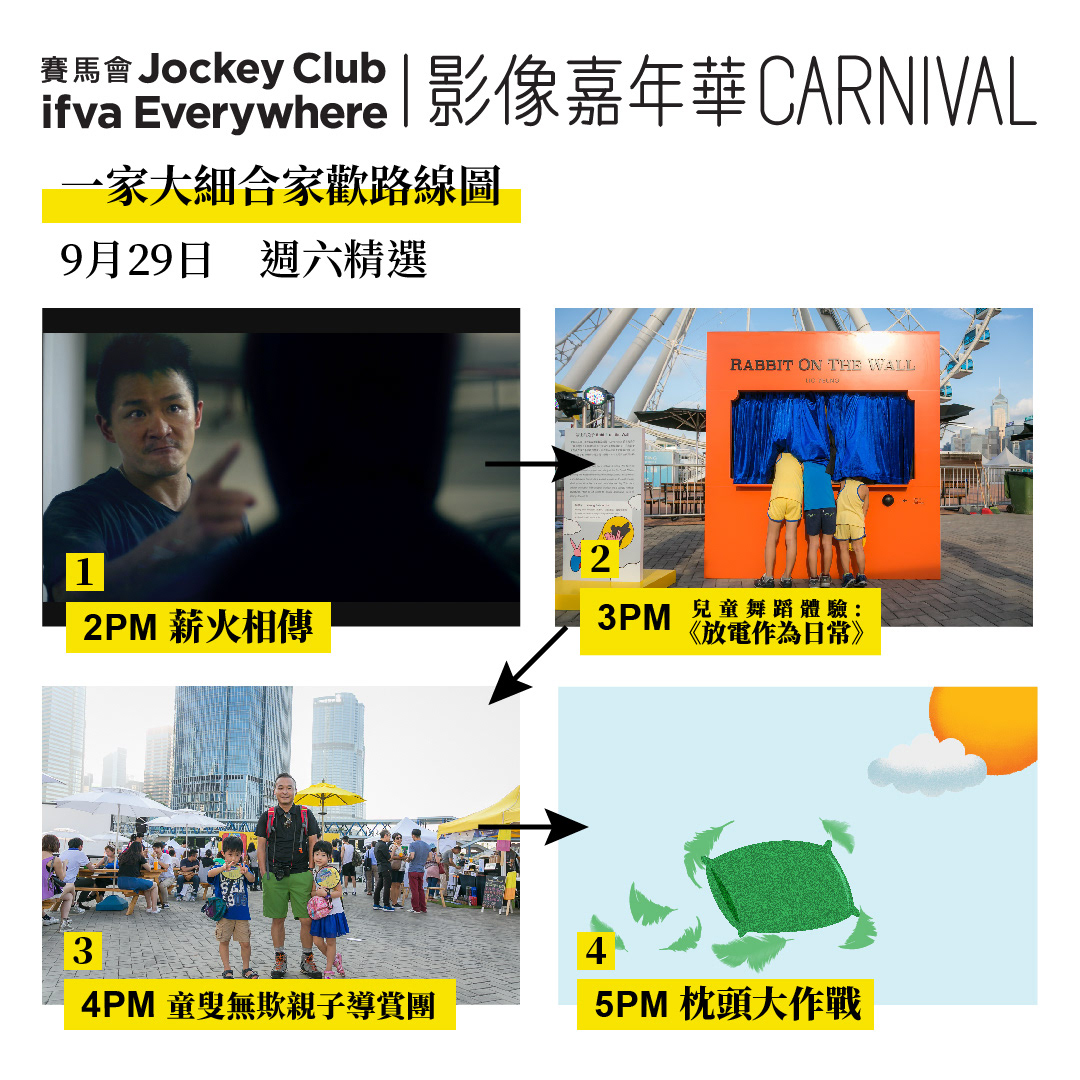 賽馬會 Jockey Club
ifva Everywhere
影像嘉年華 CARNIVAL
一家大細合家歡路線圖
9月29日 週六精選
1
2PM 薪火相傳
RABBIT ON THE WALL
2
3PM 兒童舞蹈體驗：
《放電作為日常》
3
4PM 童叟無欺親子導賞團
4
5PM 枕頭大作戰